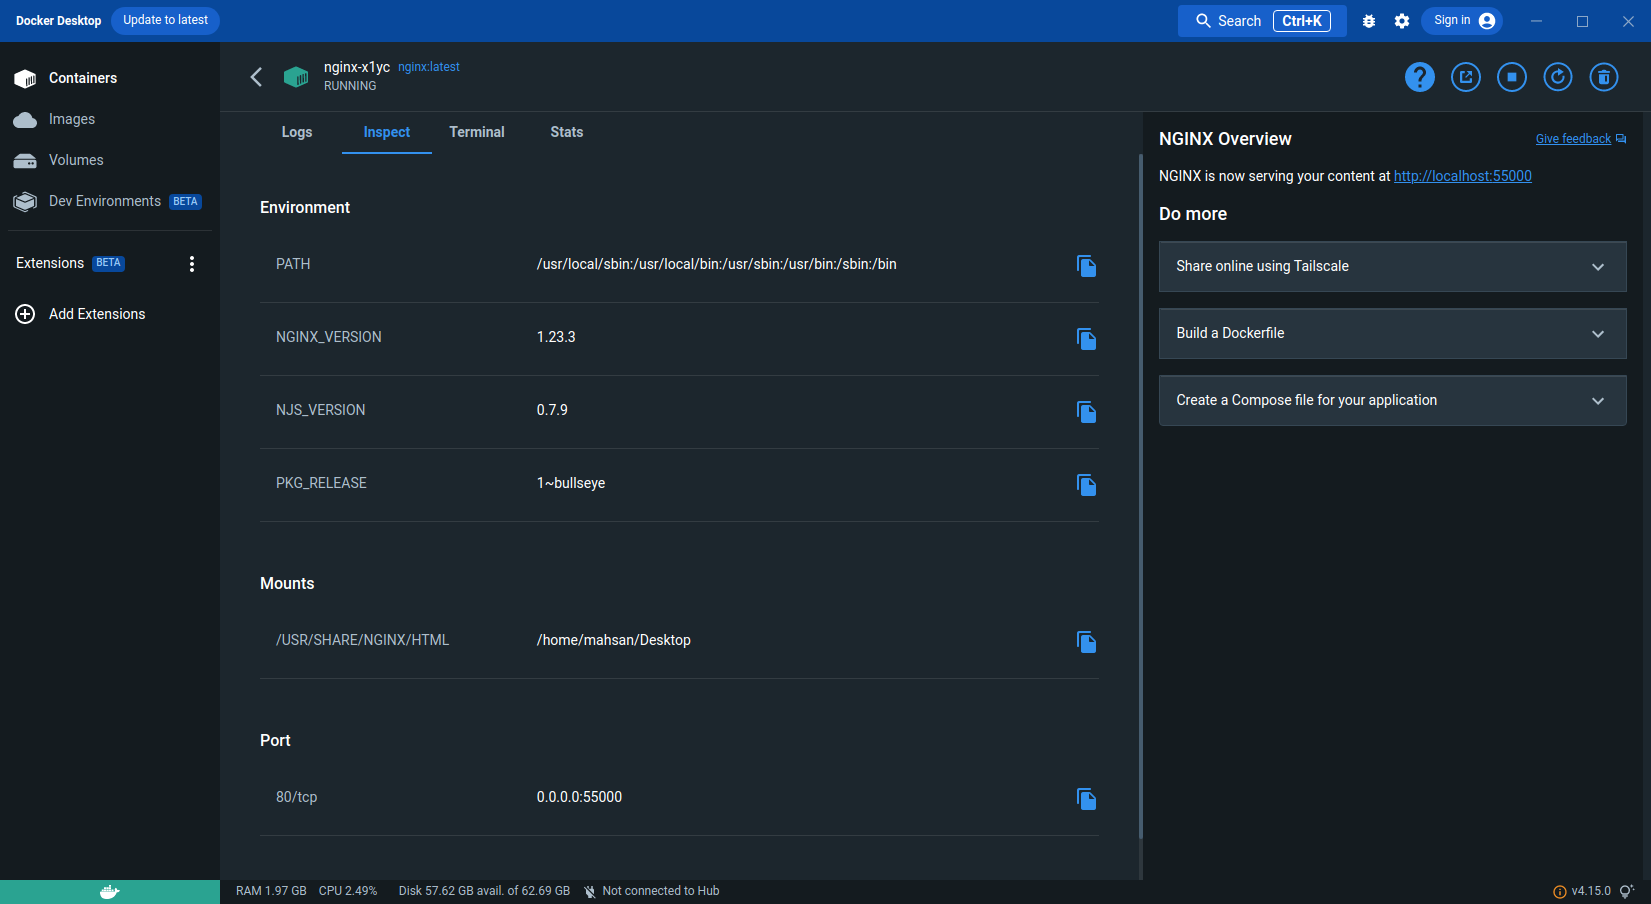 Docker Desktop Update to latest Search Ctrl+K Sign in
Containers
Images
Volumes
Dev Environments BETA
Extensions BETA
Add Extensions
nginx-x1yc nginx:latest
RUNNING
Logs Inspect Terminal Stats
Environment
PATH /usr/local/sbin:/usr/local/bin:/usr/sbin:/usr/bin:/sbin:/bin
NGINX_VERSION 1.23.3
NJS_VERSION 0.7.9
PKG_RELEASE 1~bullseye
Mounts
/USR/SHARE/NGINX/HTML /home/mahsan/Desktop
Port
80/tcp 0.0.0.0:55000
NGINX Overview Give feedback
NGINX is now serving your content at http://localhost:55000
Do more
Share online using Tailscale
Build a Dockerfile
Create a Compose file for your application
RAM 1.97 GB CPU 2.49% Disk 57.62 GB avail. of 62.69 GB Not connected to Hub v4.15.0